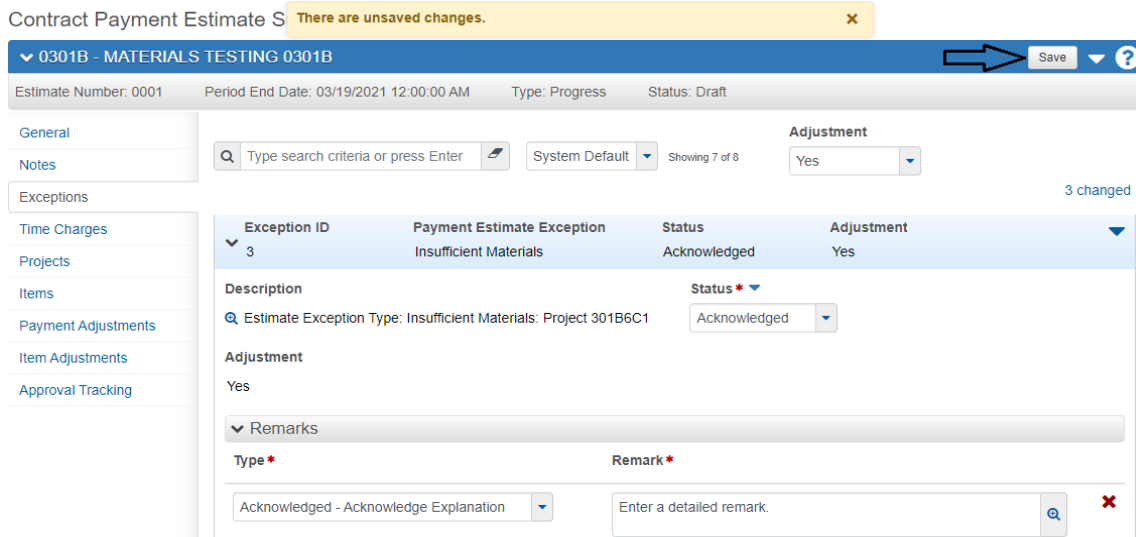 Contract Payment Estimate S
There are unsaved changes.
0301B - MATERIALS TESTING 0301B
Save
?
Estimate Number: 0001 Period End Date: 03/19/2021 12:00:00 AM Type: Progress Status: Draft
General
Notes
Exceptions
Time Charges
Projects
Items
Payment Adjustments
Item Adjustments
Approval Tracking
Adjustment
Type search criteria or press Enter System Default Showing 7 of 8 Yes
3 changed
Exception ID Payment Estimate Exception Status Adjustment
3 Insufficient Materials Acknowledged Yes
Description Status *
Estimate Exception Type: Insufficient Materials: Project 301B6C1 Acknowledged
Adjustment
Yes
Remarks
Type * Remark *
Acknowledged - Acknowledge Explanation Enter a detailed remark.